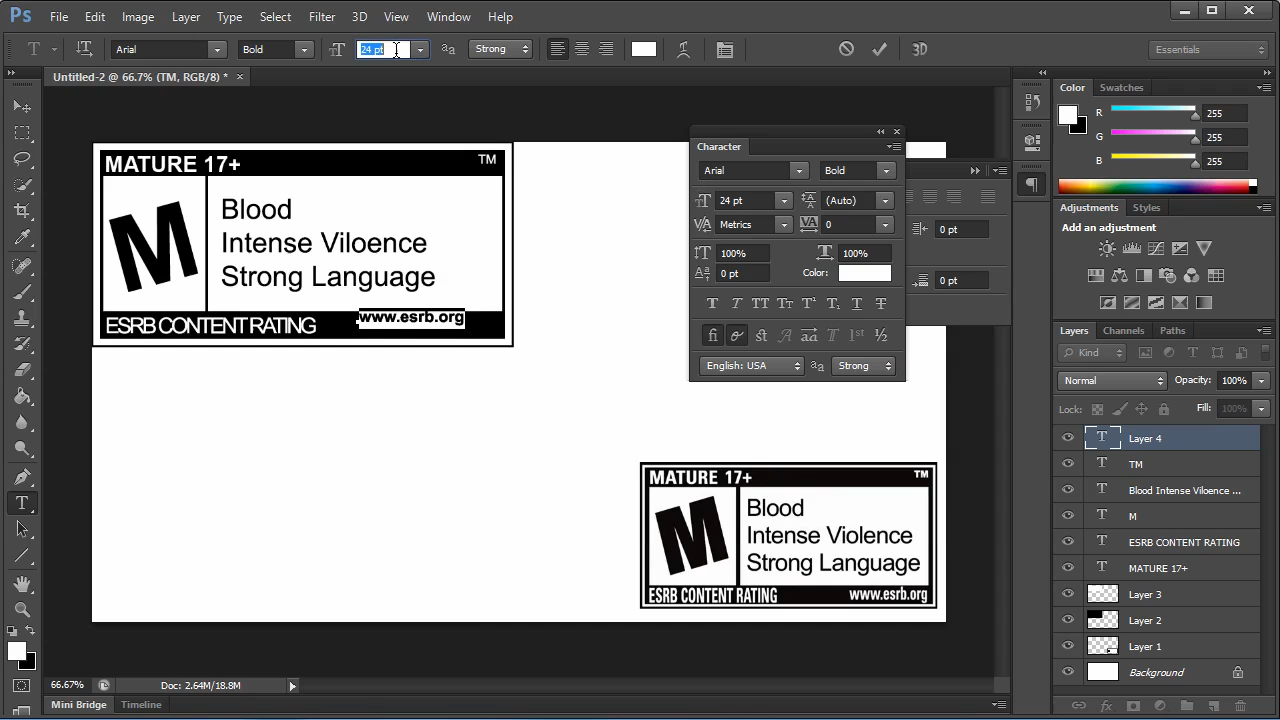 Ps File Edit Image Layer Type Select Filter 3D View Window Help
T Arial Bold 24 pt Strong 3D Essentials
Untitled-2 @ 66.7% (TM, RGB/8) *
MATURE 17+ TM
M
Blood
Intense Viloence
Strong Language
ESRB CONTENT RATING www.esrb.org
Character
Arial Bold
24 pt (Auto)
Metrics 0
100% 100%
0 pt Color:
English: USA Strong
0 pt
0 pt
MATURE 17+ TM
M
Blood
Intense Violence
Strong Language
ESRB CONTENT RATING www.esrb.org
Color Swatches
R 255
G 255
B 255
Adjustments Styles
Add an adjustment
Layers Channels Paths
Kind
Normal Opacity: 100%
Lock: Fill: 100%
T Layer 4
T TM
T Blood Intense Viloence ...
T M
T ESRB CONTENT RATING
T MATURE 17+
Layer 3
Layer 2
Layer 1
Background
66.67% Doc: 2.64M/18.8M
Mini Bridge Timeline